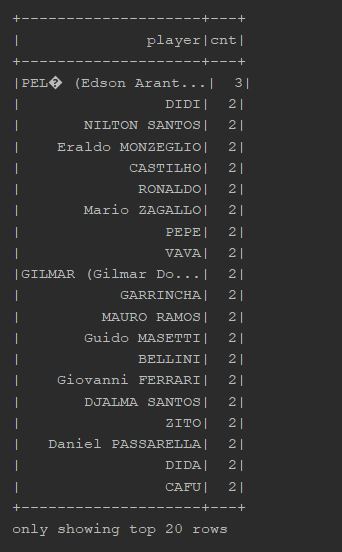 +--------------------+---+
|              player|cnt|
+--------------------+---+
|PEL� (Edson Arant...|  3|
|                DIDI|  2|
|       NILTON SANTOS|  2|
|    Eraldo MONZEGLIO|  2|
|            CASTILHO|  2|
|             RONALDO|  2|
|       Mario ZAGALLO|  2|
|                PEPE|  2|
|                VAVA|  2|
|GILMAR (Gilmar Do...|  2|
|           GARRINCHA|  2|
|         MAURO RAMOS|  2|
|       Guido MASETTI|  2|
|             BELLINI|  2|
|    Giovanni FERRARI|  2|
|       DJALMA SANTOS|  2|
|                ZITO|  2|
|   Daniel PASSARELLA|  2|
|                DIDA|  2|
|                CAFU|  2|
+--------------------+---+
only showing top 20 rows